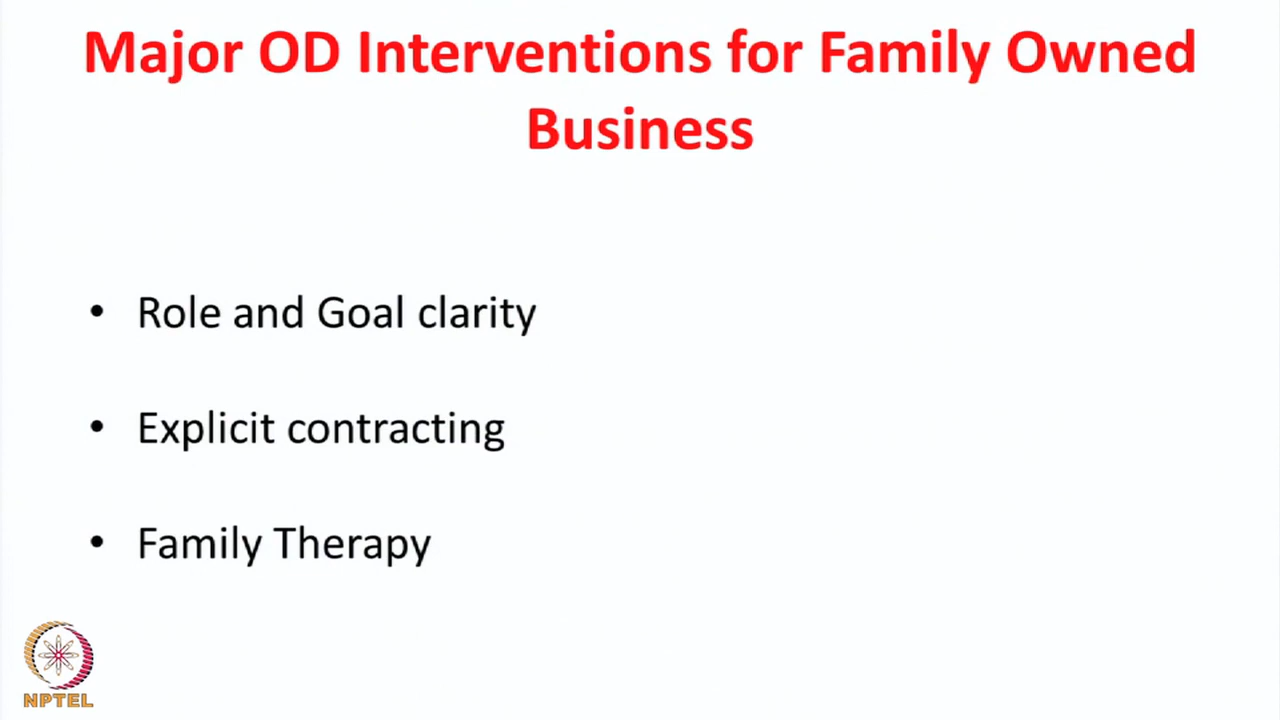 Major OD Interventions for Family Owned
Business
• Role and Goal clarity
• Explicit contracting
• Family Therapy
NPTEL